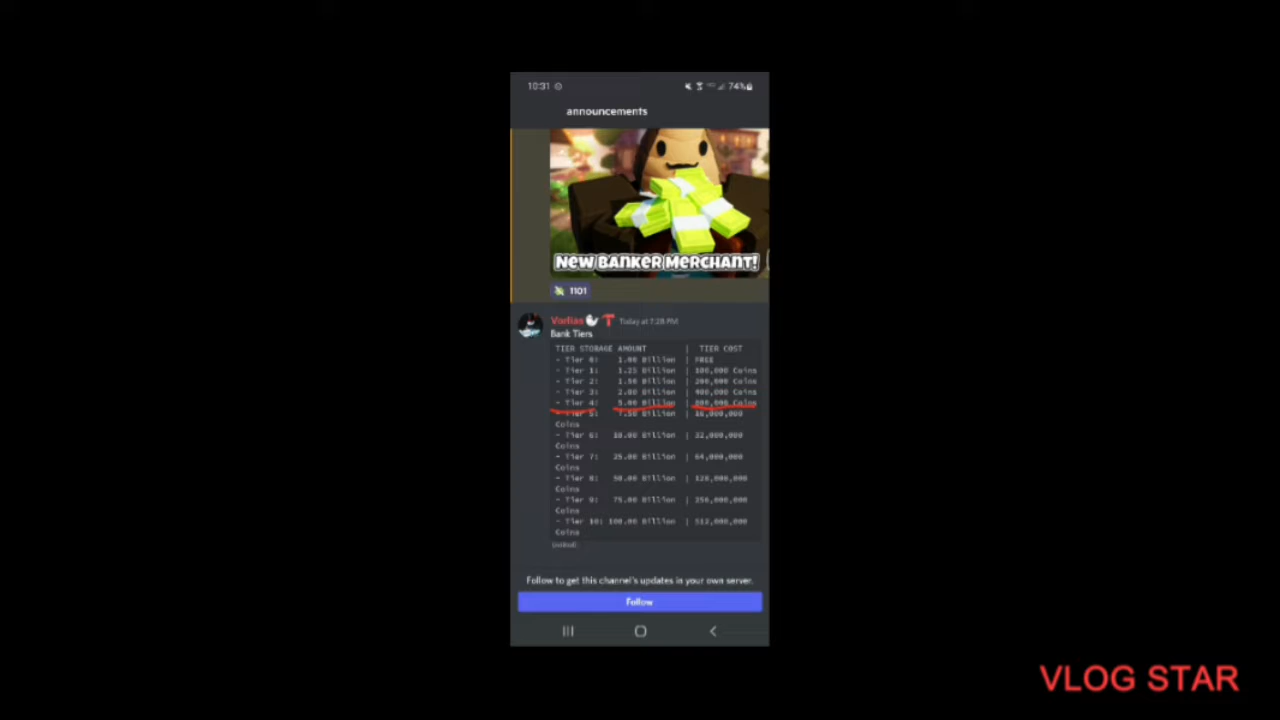 10:31
74%
announcements
NEW BANKER MERCHANT!
1101
Vorlias Today at 7:28 PM
Bank Tiers
TIER STORAGE AMOUNT | TIER COST
- Tier 0: 1.00 Billion | FREE
- Tier 1: 1.25 Billion | 100,000 Coins
- Tier 2: 1.50 Billion | 200,000 Coins
- Tier 3: 2.00 Billion | 400,000 Coins
- Tier 4: 5.00 Billion | 800,000 Coins
- Tier 5: 7.50 Billion | 16,000,000
Coins
- Tier 6: 10.00 Billion | 32,000,000
Coins
- Tier 7: 25.00 Billion | 64,000,000
Coins
- Tier 8: 50.00 Billion | 128,000,000
Coins
- Tier 9: 75.00 Billion | 256,000,000
Coins
- Tier 10: 100.00 Billion | 512,000,000
Coins
(edited)
Follow to get this channel's updates in your own server.
Follow
VLOG STAR